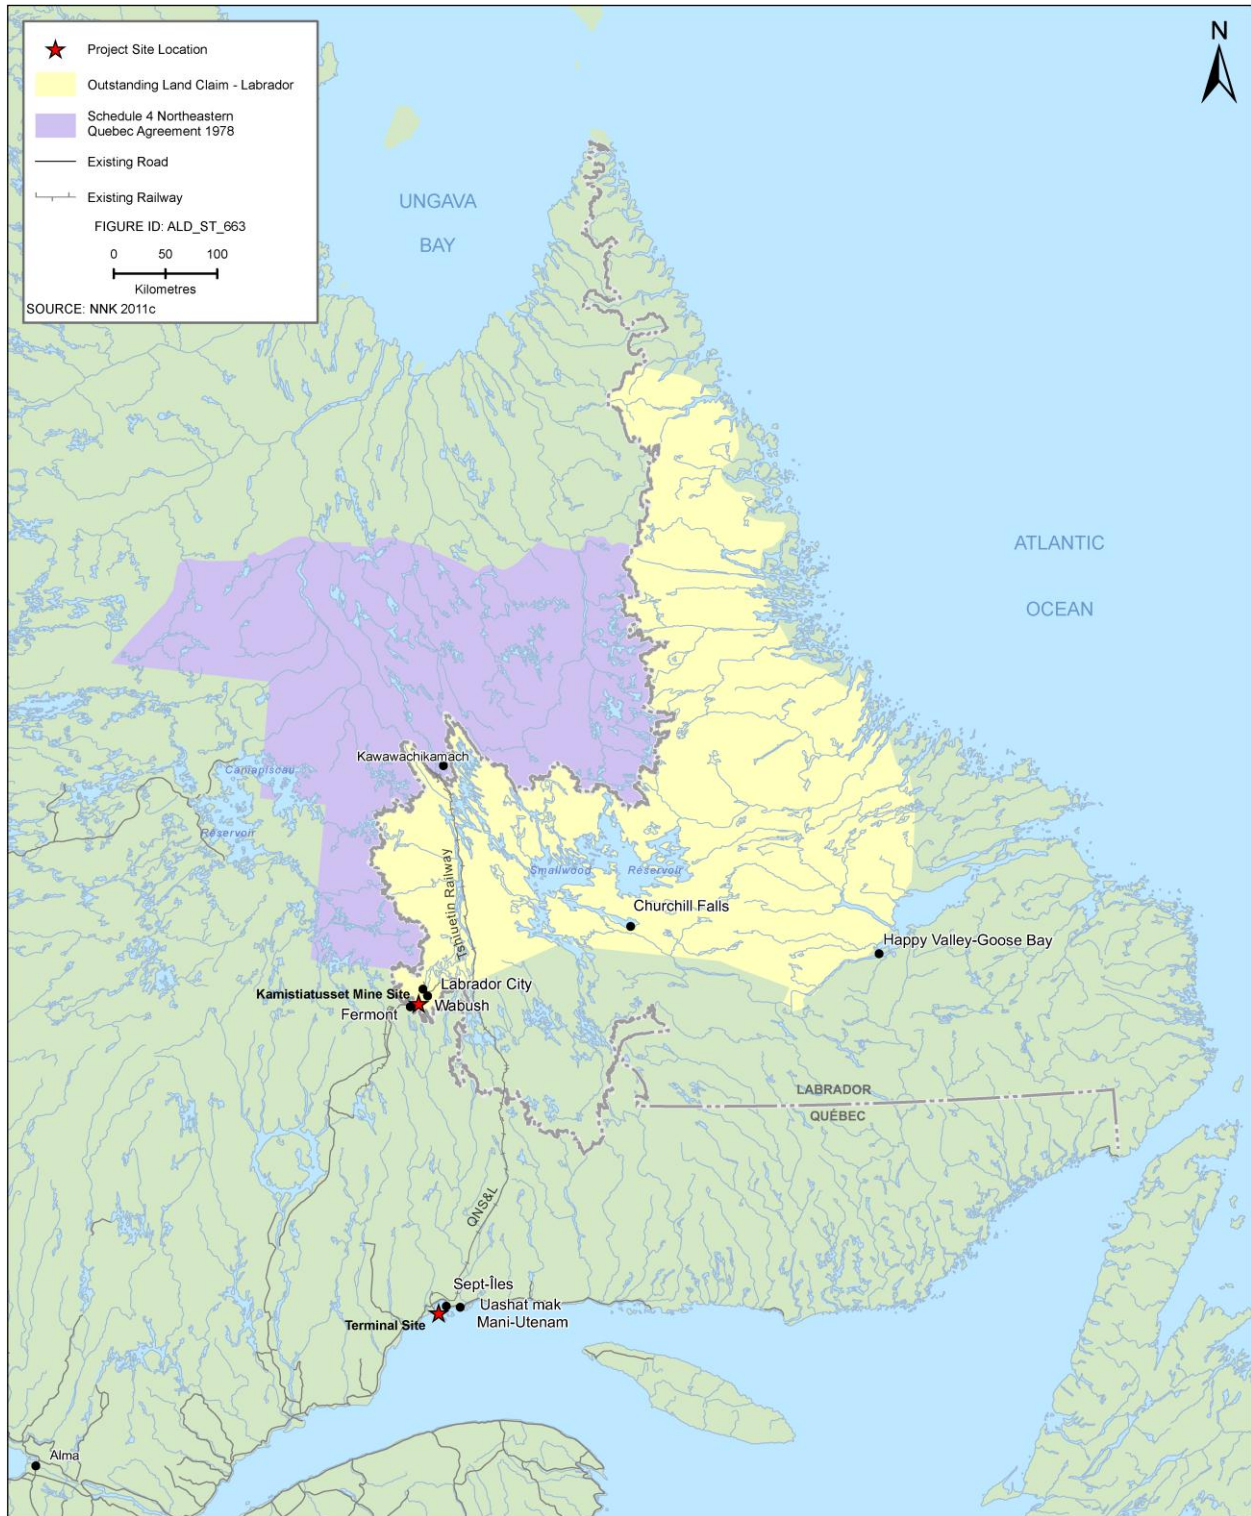 Project Site Location
Outstanding Land Claim - Labrador
Schedule 4 Northeastern
Quebec Agreement 1978
Existing Road
Existing Railway
FIGURE ID: ALD_ST_663
0 50 100
Kilometres
SOURCE: NNK 2011c
N
UNGAVA
BAY
ATLANTIC
OCEAN
Kawawachikamach
Caniapiscau
Réservoir
Tshiuetin Railway
Smallwood Réservoir
Churchill Falls
Happy Valley-Goose Bay
Labrador City
Kamistiatusset Mine Site
Wabush
Fermont
LABRADOR
QUÉBEC
QNS&L
Sept-Îles
Uashat mak
Mani-Utenam
Terminal Site
Alma